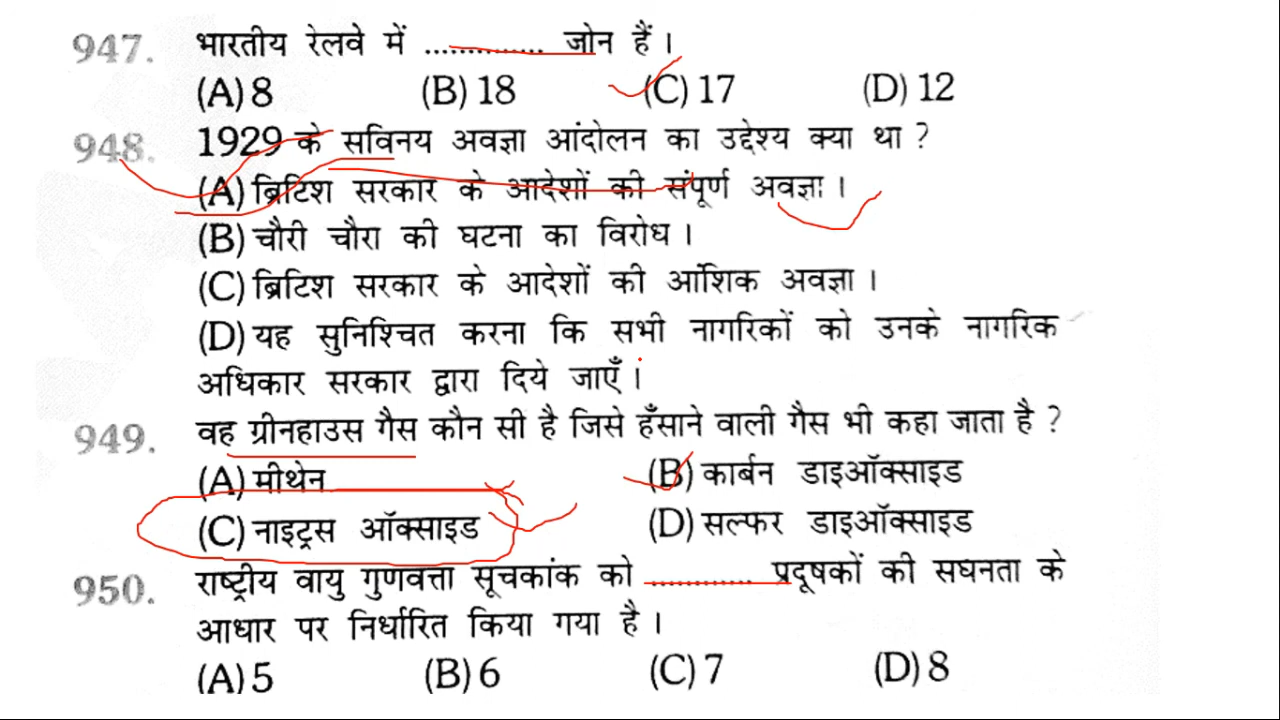 947. भारतीय रेलवे में .............. जोन हैं ।
(A) 8 (B) 18 (C) 17 (D) 12
948. 1929 के सविनय अवज्ञा आंदोलन का उद्देश्य क्या था ?
(A) ब्रिटिश सरकार के आदेशों की संपूर्ण अवज्ञा ।
(B) चौरी चौरा की घटना का विरोध ।
(C) ब्रिटिश सरकार के आदेशों की आंशिक अवज्ञा ।
(D) यह सुनिश्चित करना कि सभी नागरिकों को उनके नागरिक
अधिकार सरकार द्वारा दिये जाएँ ।
949. वह ग्रीनहाउस गैस कौन सी है जिसे हँसाने वाली गैस भी कहा जाता है ?
(A) मीथेन (B) कार्बन डाइऑक्साइड
(C) नाइट्रस ऑक्साइड (D) सल्फर डाइऑक्साइड
950. राष्ट्रीय वायु गुणवत्ता सूचकांक को .............. प्रदूषकों की सघनता के
आधार पर निर्धारित किया गया है ।
(A) 5 (B) 6 (C) 7 (D) 8